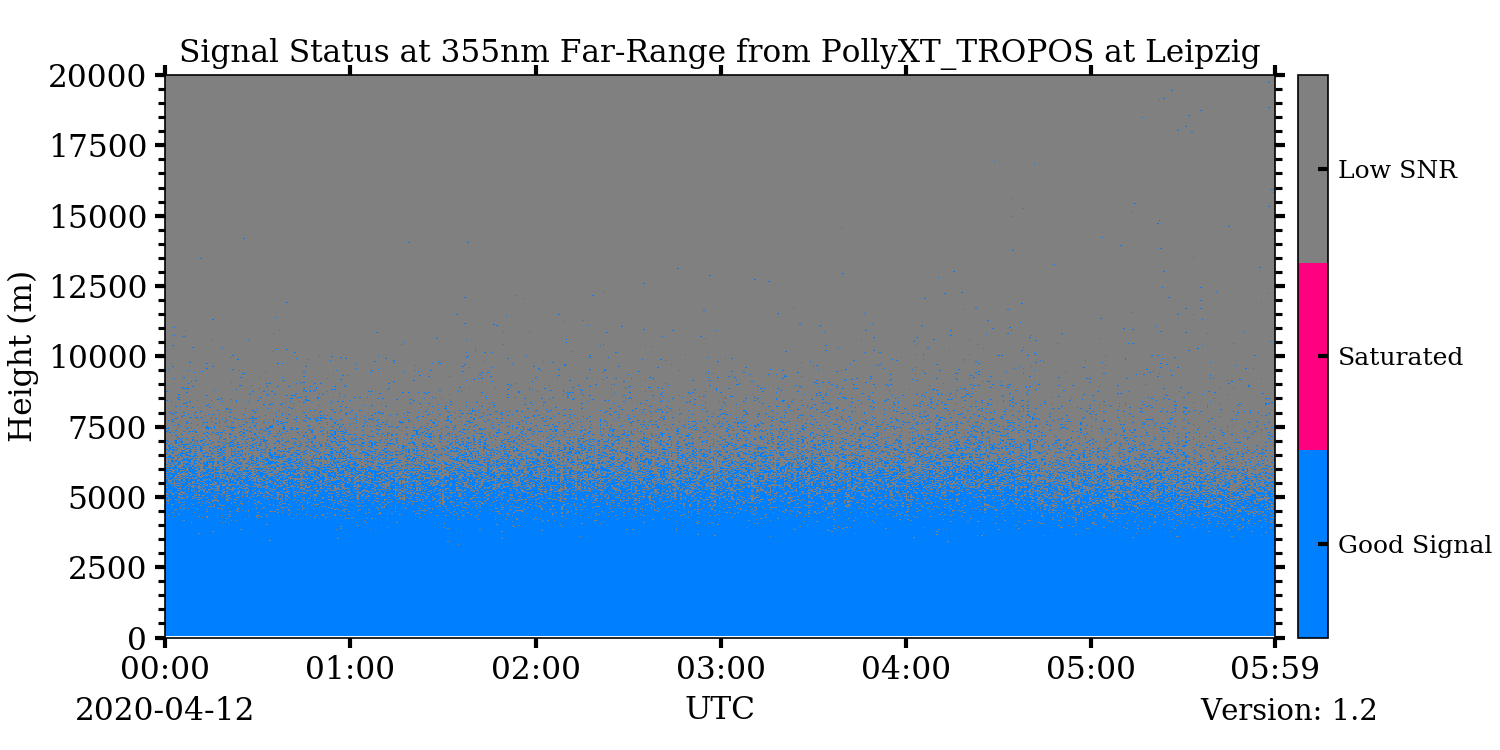 Signal Status at 355nm Far-Range from PollyXT_TROPOS at Leipzig
20000
17500
15000
12500
10000
7500
5000
2500
0
Height (m)
Low SNR
Saturated
Good Signal
00:00 01:00 02:00 03:00 04:00 05:00 05:59
2020-04-12 UTC Version: 1.2